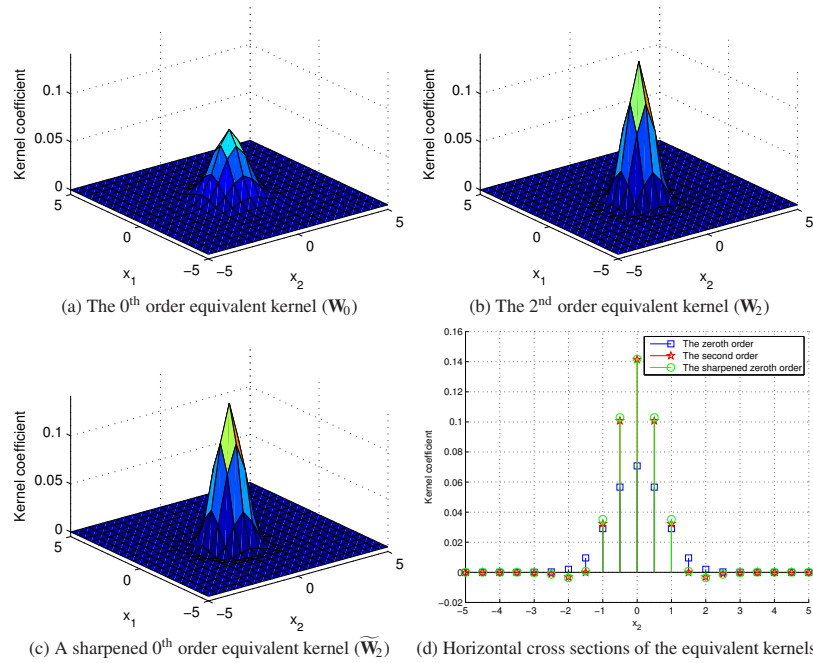 Kernel coefficient
0.1
0.05
0
5
0
−5
−5
0
5
x1
x2
(a) The 0th order equivalent kernel (W0)
Kernel coefficient
0.1
0.05
0
5
0
−5
−5
0
5
x1
x2
(b) The 2nd order equivalent kernel (W2)
Kernel coefficient
0.1
0.05
0
5
0
−5
−5
0
5
x1
x2
(c) A sharpened 0th order equivalent kernel (W̃2)
0.16
0.14
0.12
0.1
0.08
0.06
0.04
0.02
0
−0.02
Kernel coefficient
The zeroth order
The second order
The sharpened zeroth order
−5 −4 −3 −2 −1 0 1 2 3 4 5
x2
(d) Horizontal cross sections of the equivalent kernels